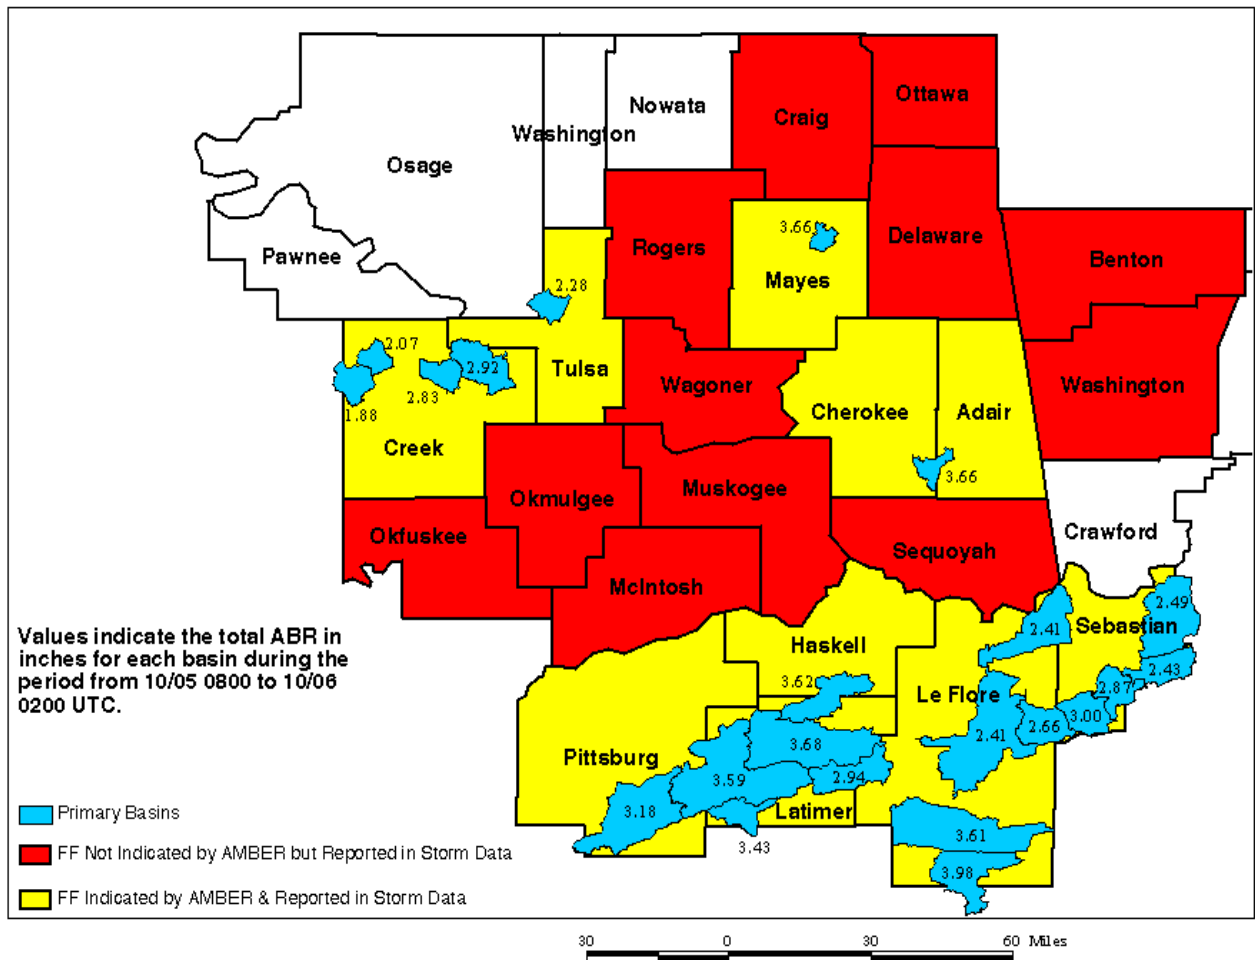 Ottawa
Nowata
Craig
Washington
Osage
3.66
Delaware
Rogers
Pawnee
Benton
Mayes
2.28
2.07
2.92
Tulsa
Wagoner
Washington
2.83
1.88
Cherokee
Adair
Creek
3.66
Muskogee
Okmulgee
Okfuskee
Crawford
Sequoyah
McIntosh
2.49
2.41
Sebastian
Values indicate the total ABR in
inches for each basin during the
period from 10/05 0800 to 10/06
0200 UTC.
Haskell
2.43
3.62
2.87
Le Flore
3.00
2.66
2.41
3.68
Pittsburg
3.59
2.94
3.18
Latimer
Primary Basins
3.61
3.43
FF Not Indicated by AMBER but Reported in Storm Data
3.98
FF Indicated by AMBER & Reported in Storm Data
30 0 30 60 Miles